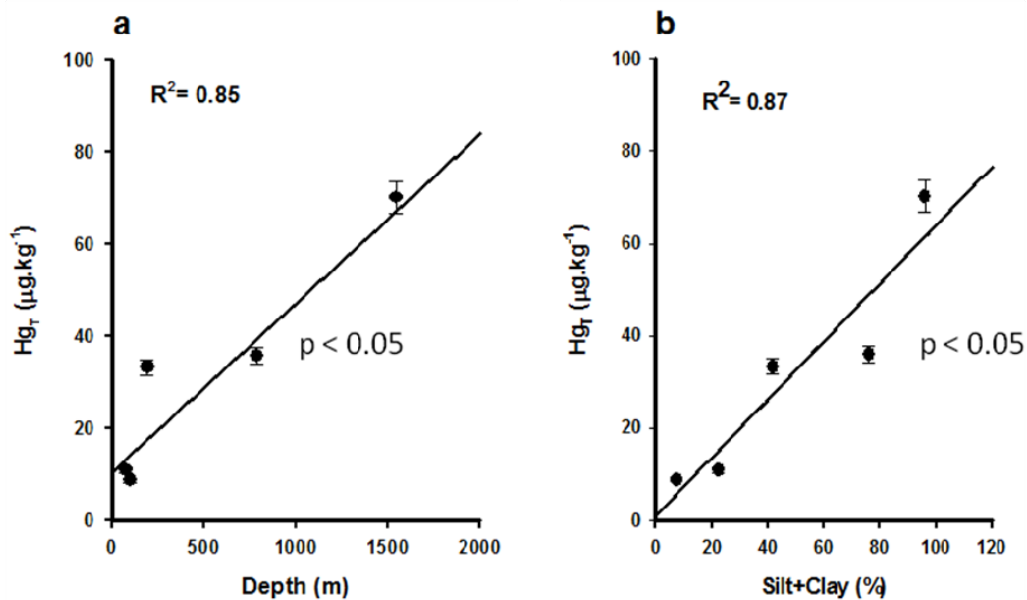 a
R²= 0.85
Hg_T (µg.kg⁻¹)
100
80
60
40
20
0
p < 0.05
0 500 1000 1500 2000
Depth (m)
b
R²= 0.87
Hg_T (µg.kg⁻¹)
100
80
60
40
20
0
p < 0.05
0 20 40 60 80 100 120
Silt+Clay (%)